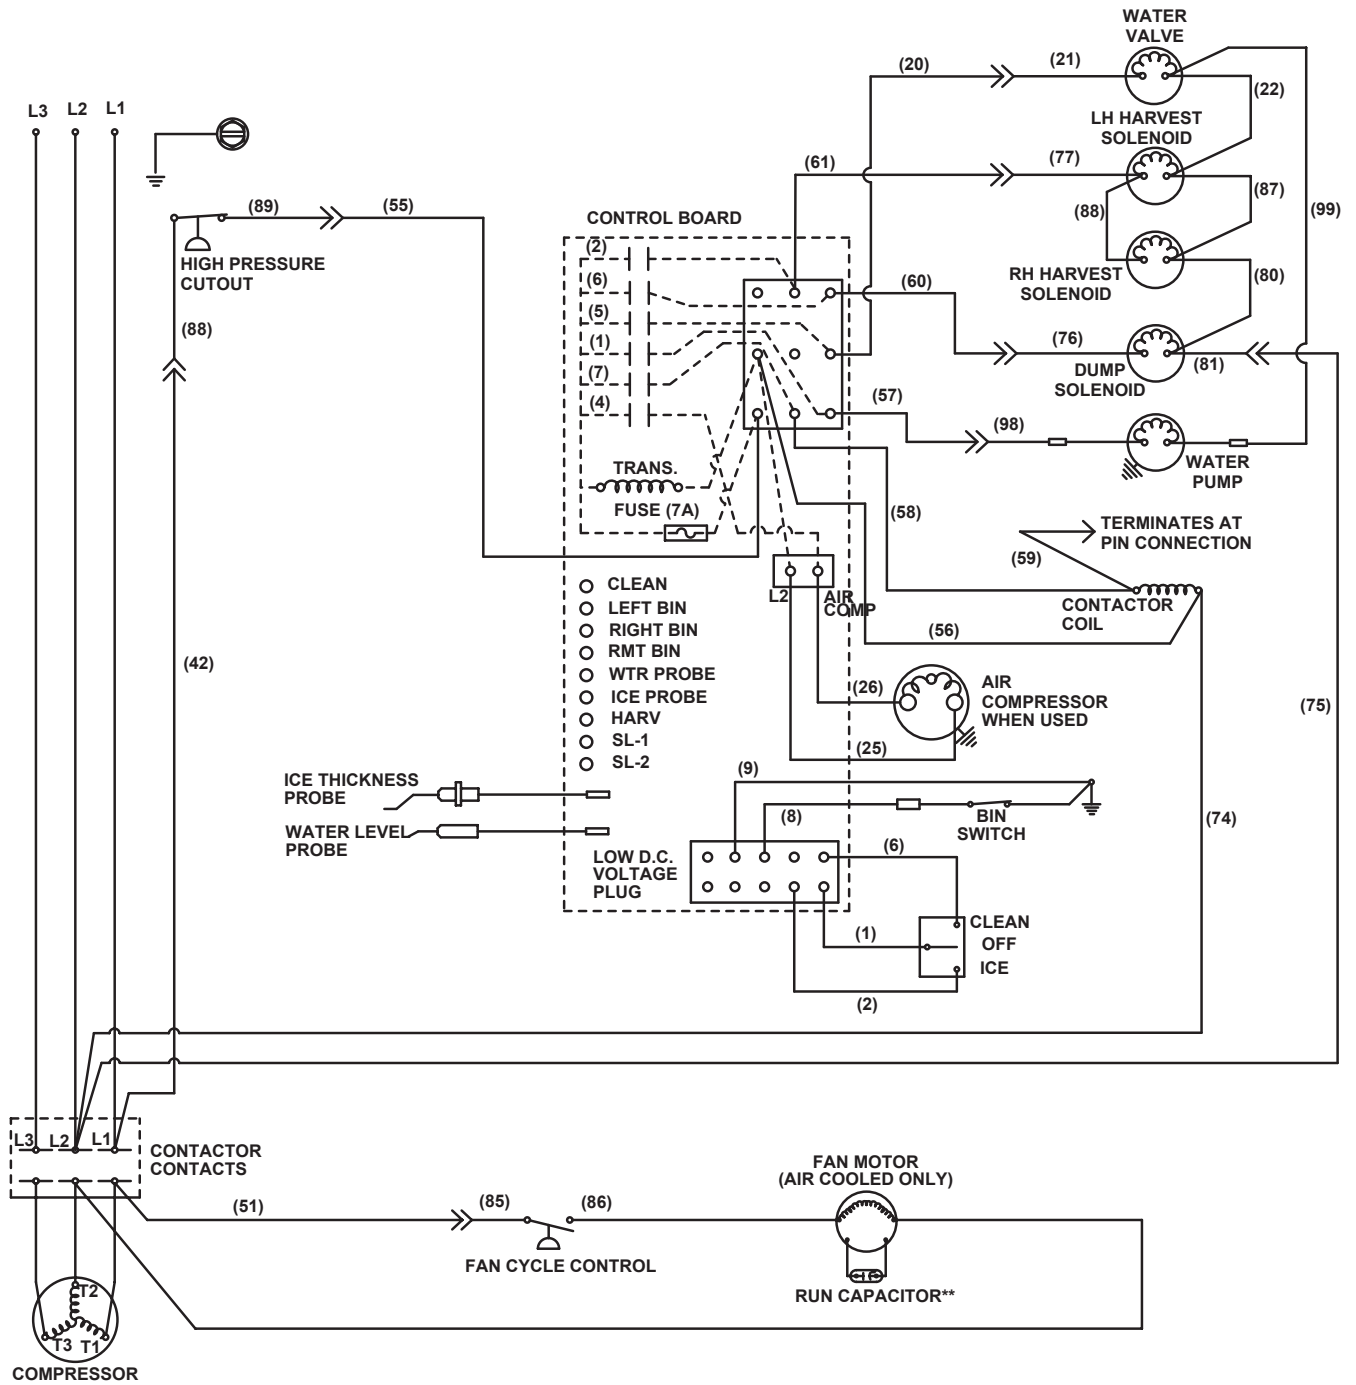 WATER
VALVE
(20)
(21)
(22)
L3 L2 L1
LH HARVEST
SOLENOID
(61)
(77)
(87)
(99)
(89)
(55)
CONTROL BOARD
(88)
(2)
HIGH PRESSURE
CUTOUT
(6)
RH HARVEST
SOLENOID
(60)
(80)
(5)
(88)
(1)
(76)
(7)
DUMP
SOLENOID
(81)
(4)
(57)
(98)
WATER
PUMP
TRANS.
FUSE (7A)
(58)
TERMINATES AT
PIN CONNECTION
(59)
L2
AIR
COMP
CONTACTOR
COIL
(56)
CLEAN
LEFT BIN
RIGHT BIN
RMT BIN
WTR PROBE
ICE PROBE
HARV
SL-1
SL-2
(42)
(26)
AIR
COMPRESSOR
WHEN USED
(75)
(25)
(9)
ICE THICKNESS
PROBE
(8)
BIN
SWITCH
(74)
WATER LEVEL
PROBE
LOW D.C.
VOLTAGE
PLUG
(6)
CLEAN
OFF
ICE
(1)
(2)
L3 L2 L1
CONTACTOR
CONTACTS
FAN MOTOR
(AIR COOLED ONLY)
(51)
(85)
(86)
FAN CYCLE CONTROL
RUN CAPACITOR**
T2
T3 T1
COMPRESSOR